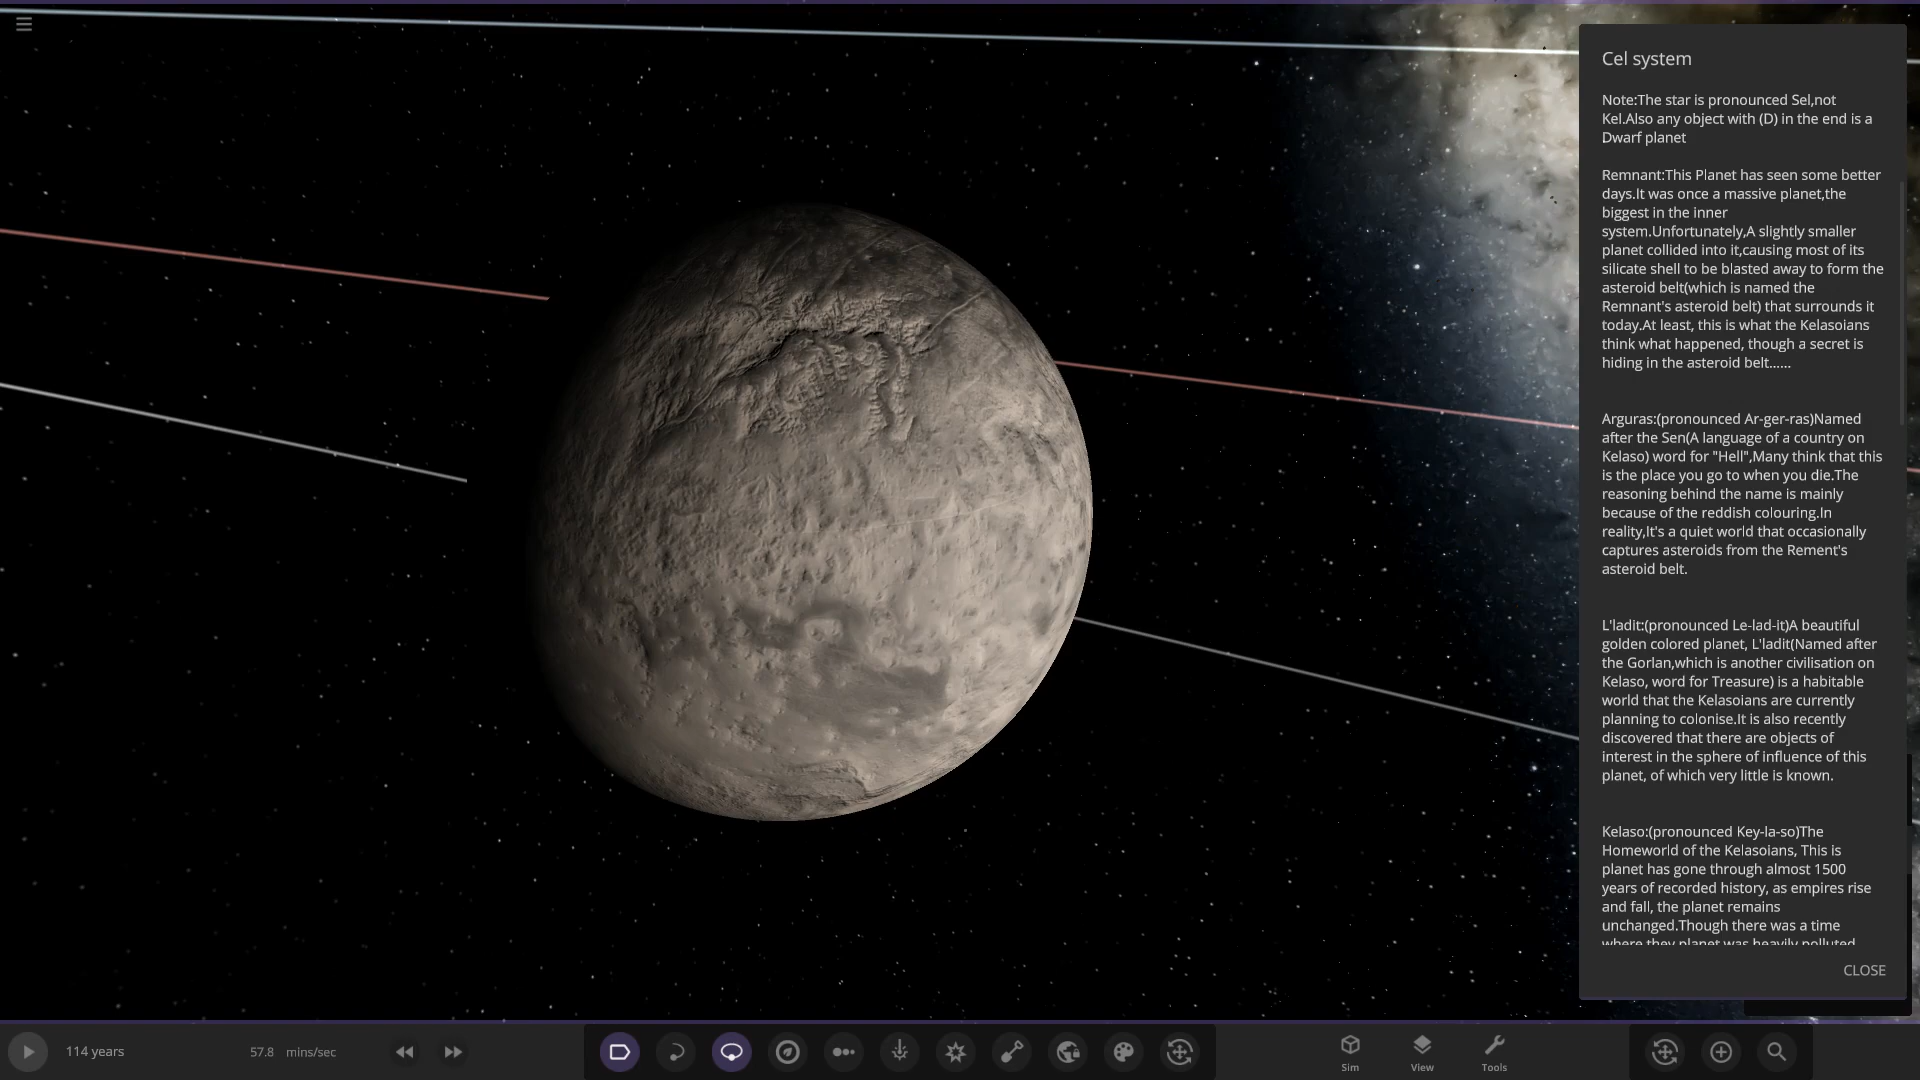 Cel system
Note:The star is pronounced Sel,not
Kel.Also any object with (D) in the end is a
Dwarf planet
Remnant:This Planet has seen some better
days.It was once a massive planet,the
biggest in the inner
system.Unfortunately,A slightly smaller
planet collided into it,causing most of its
silicate shell to be blasted away to form the
asteroid belt(which is named the
Remnant's asteroid belt) that surrounds it
today.At least, this is what the Kelasoians
think what happened, though a secret is
hiding in the asteroid belt......
Arguras:(pronounced Ar-ger-ras)Named
after the Sen(A language of a country on
Kelaso) word for "Hell",Many think that this
is the place you go to when you die.The
reasoning behind the name is mainly
because of the reddish colouring.In
reality,It's a quiet world that occasionally
captures asteroids from the Rement's
asteroid belt.
L'ladit:(pronounced Le-lad-it)A beautiful
golden colored planet, L'ladit(Named after
the Gorlan,which is another civilisation on
Kelaso, word for Treasure) is a habitable
world that the Kelasoians are currently
planning to colonise.It is also recently
discovered that there are objects of
interest in the sphere of influence of this
planet, of which very little is known.
Kelaso:(pronounced Key-la-so)The
Homeworld of the Kelasoians, This is
planet has gone through almost 1500
years of recorded history, as empires rise
and fall, the planet remains
unchanged.Though there was a time
where they planet was heavily polluted
CLOSE
114 years
57.8 mins/sec
Sim
View
Tools